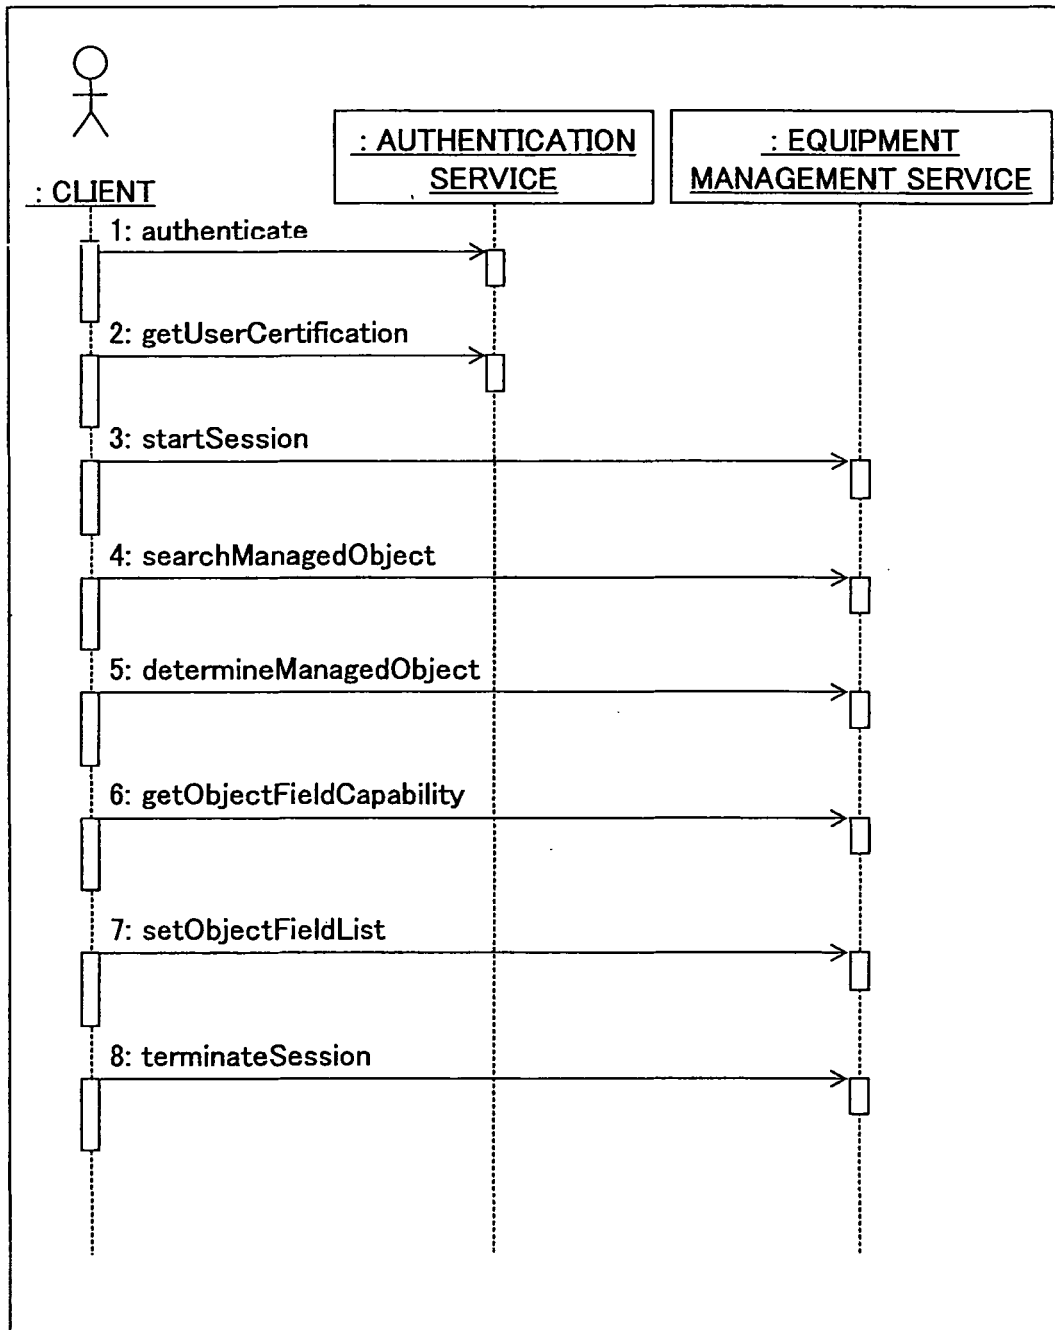 : CLIENT
: AUTHENTICATION
SERVICE
: EQUIPMENT
MANAGEMENT SERVICE
1: authenticate
2: getUserCertification
3: startSession
4: searchManagedObject
5: determineManagedObject
6: getObjectFieldCapability
7: setObjectFieldList
8: terminateSession